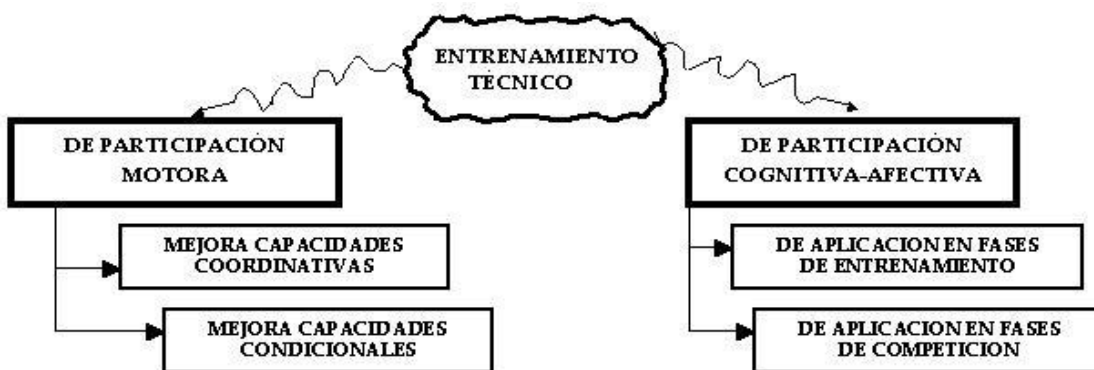 ENTRENAMIENTO
TÉCNICO
DE PARTICIPACIÓN
MOTORA
MEJORA CAPACIDADES
COORDINATIVAS
MEJORA CAPACIDADES
CONDICIONALES
DE PARTICIPACIÓN
COGNITIVA-AFECTIVA
DE APLICACION EN FASES
DE ENTRENAMIENTO
DE APLICACION EN FASES
DE COMPETICION